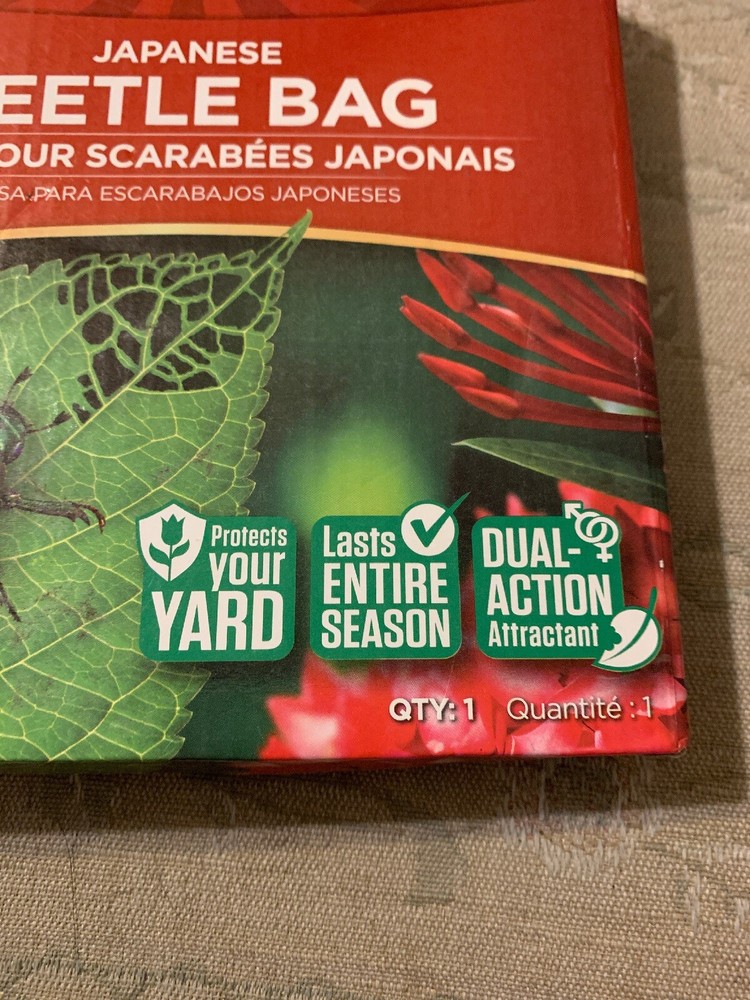 JAPANESE
EETLE BAG
OUR SCARABÉES JAPONAIS
SA PARA ESCARABAJOS JAPONESES
Protects
your
YARD
Lasts
ENTIRE
SEASON
DUAL-
ACTION
Attractant
QTY: 1 Quantité : 1